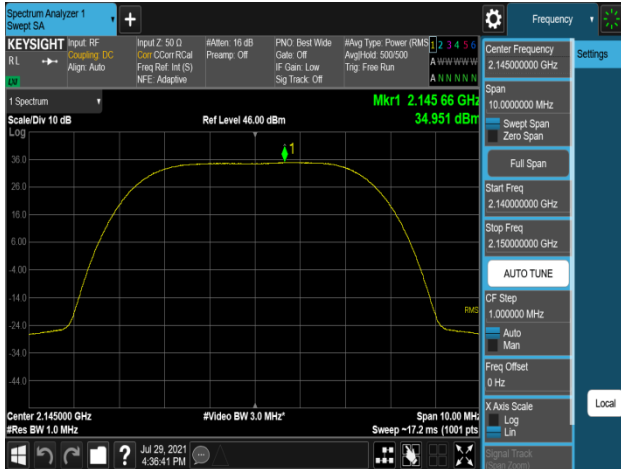 Spectrum Analyzer 1
Swept SA
+
Frequency
KEYSIGHT
RL
LV
Input: RF
Coupling: DC
Align: Auto
Input Z: 50 Ω
Corr CCorr RCal
Freq Ref: Int (S)
NFE: Adaptive
#Atten: 16 dB
Preamp: Off
PNO: Best Wide
Gate: Off
IF Gain: Low
Sig Track: Off
#Avg Type: Power (RMS
Avg|Hold: 500/500
Trig: Free Run
1 2 3 4 5 6
A W W W W W
A N N N N N
1 Spectrum
Scale/Div 10 dB
Ref Level 46.00 dBm
Mkr1 2.145 66 GHz
34.951 dBm
Log
36.0
26.0
16.0
6.00
-4.00
-14.0
-24.0
-34.0
-44.0
1
RMS
Center 2.145000 GHz
#Res BW 1.0 MHz
#Video BW 3.0 MHz*
Span 10.00 MHz
Sweep ~17.2 ms (1001 pts
Jul 29, 2021
4:36:41 PM
?
Center Frequency
2.145000000 GHz
Span
10.0000000 MHz
Swept Span
Zero Span
Full Span
Start Freq
2.140000000 GHz
Stop Freq
2.150000000 GHz
AUTO TUNE
CF Step
1.000000 MHz
Auto
Man
Freq Offset
0 Hz
X Axis Scale
Log
Lin
Signal Track
(Span Zoom)
Settings
Local